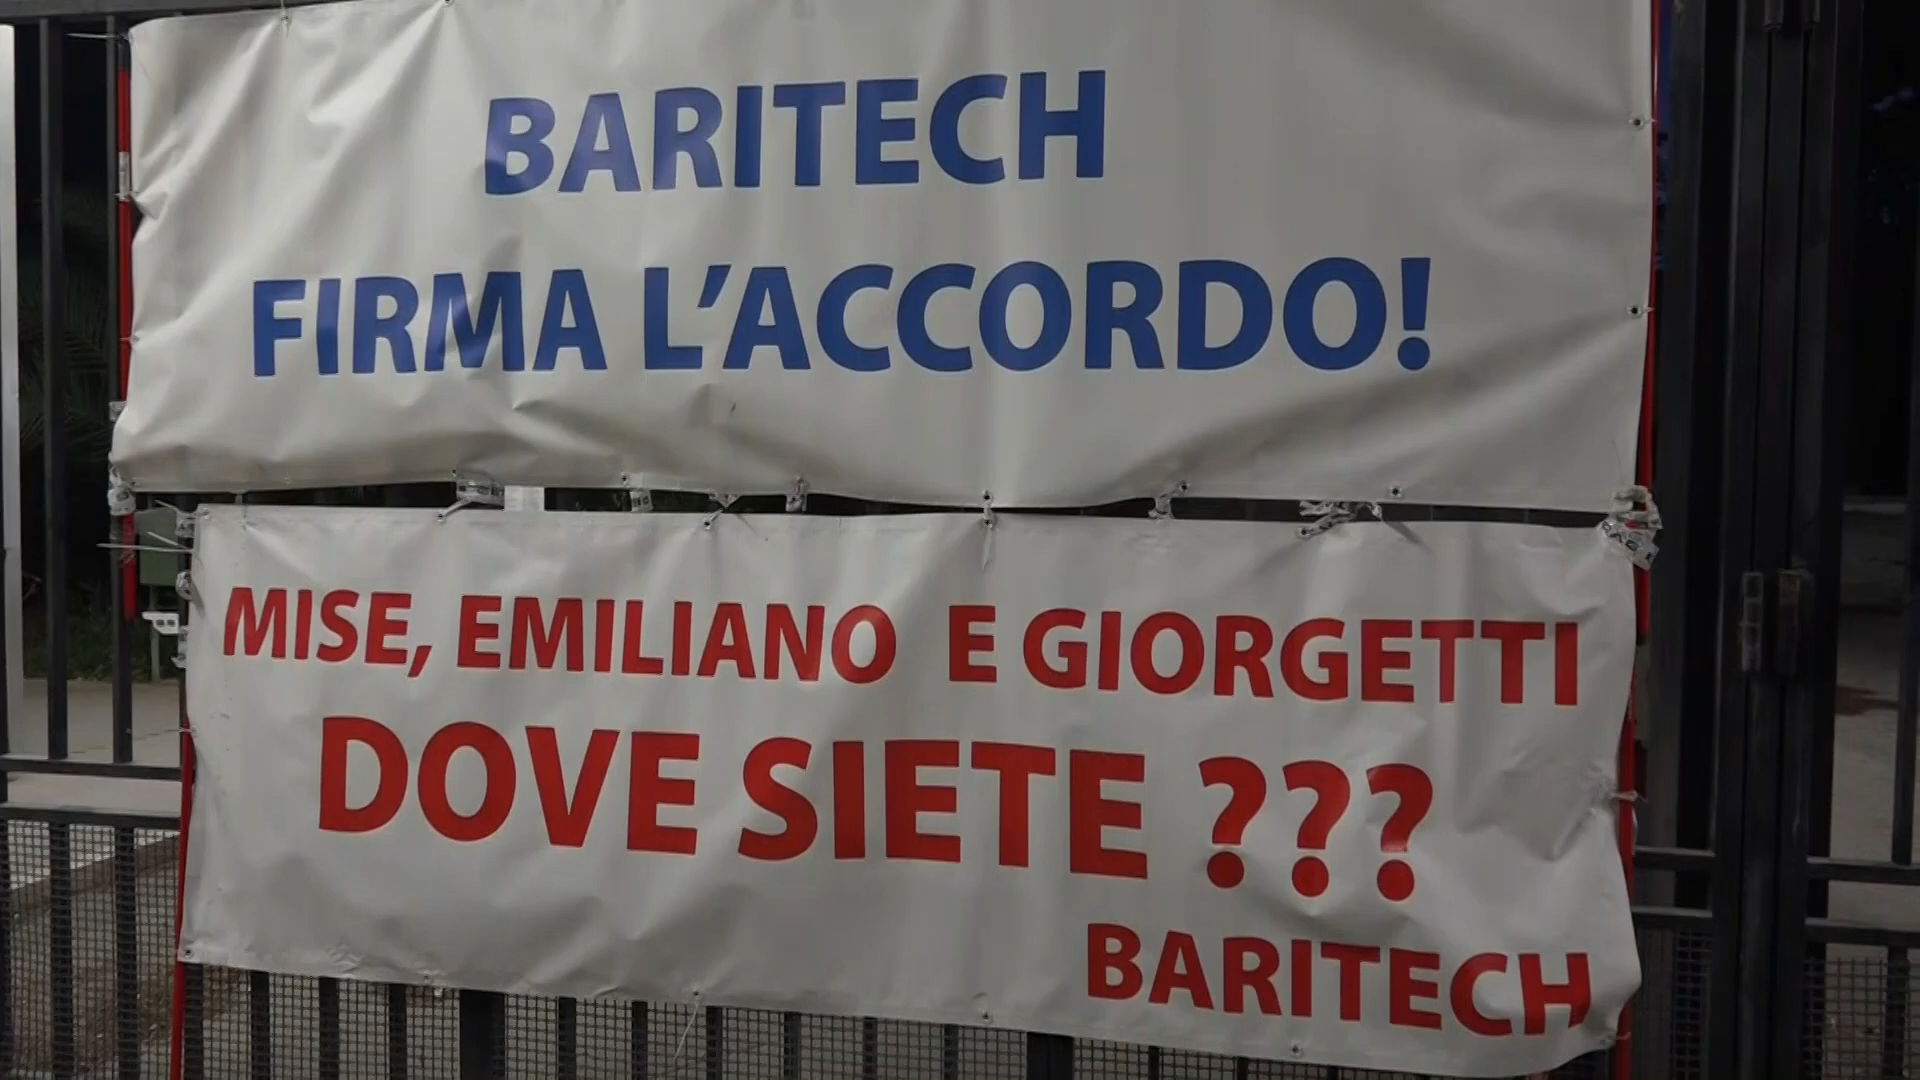 BARITECH
FIRMA L'ACCORDO!
MISE, EMILIANO E GIORGETTI
DOVE SIETE ???
BARITECH